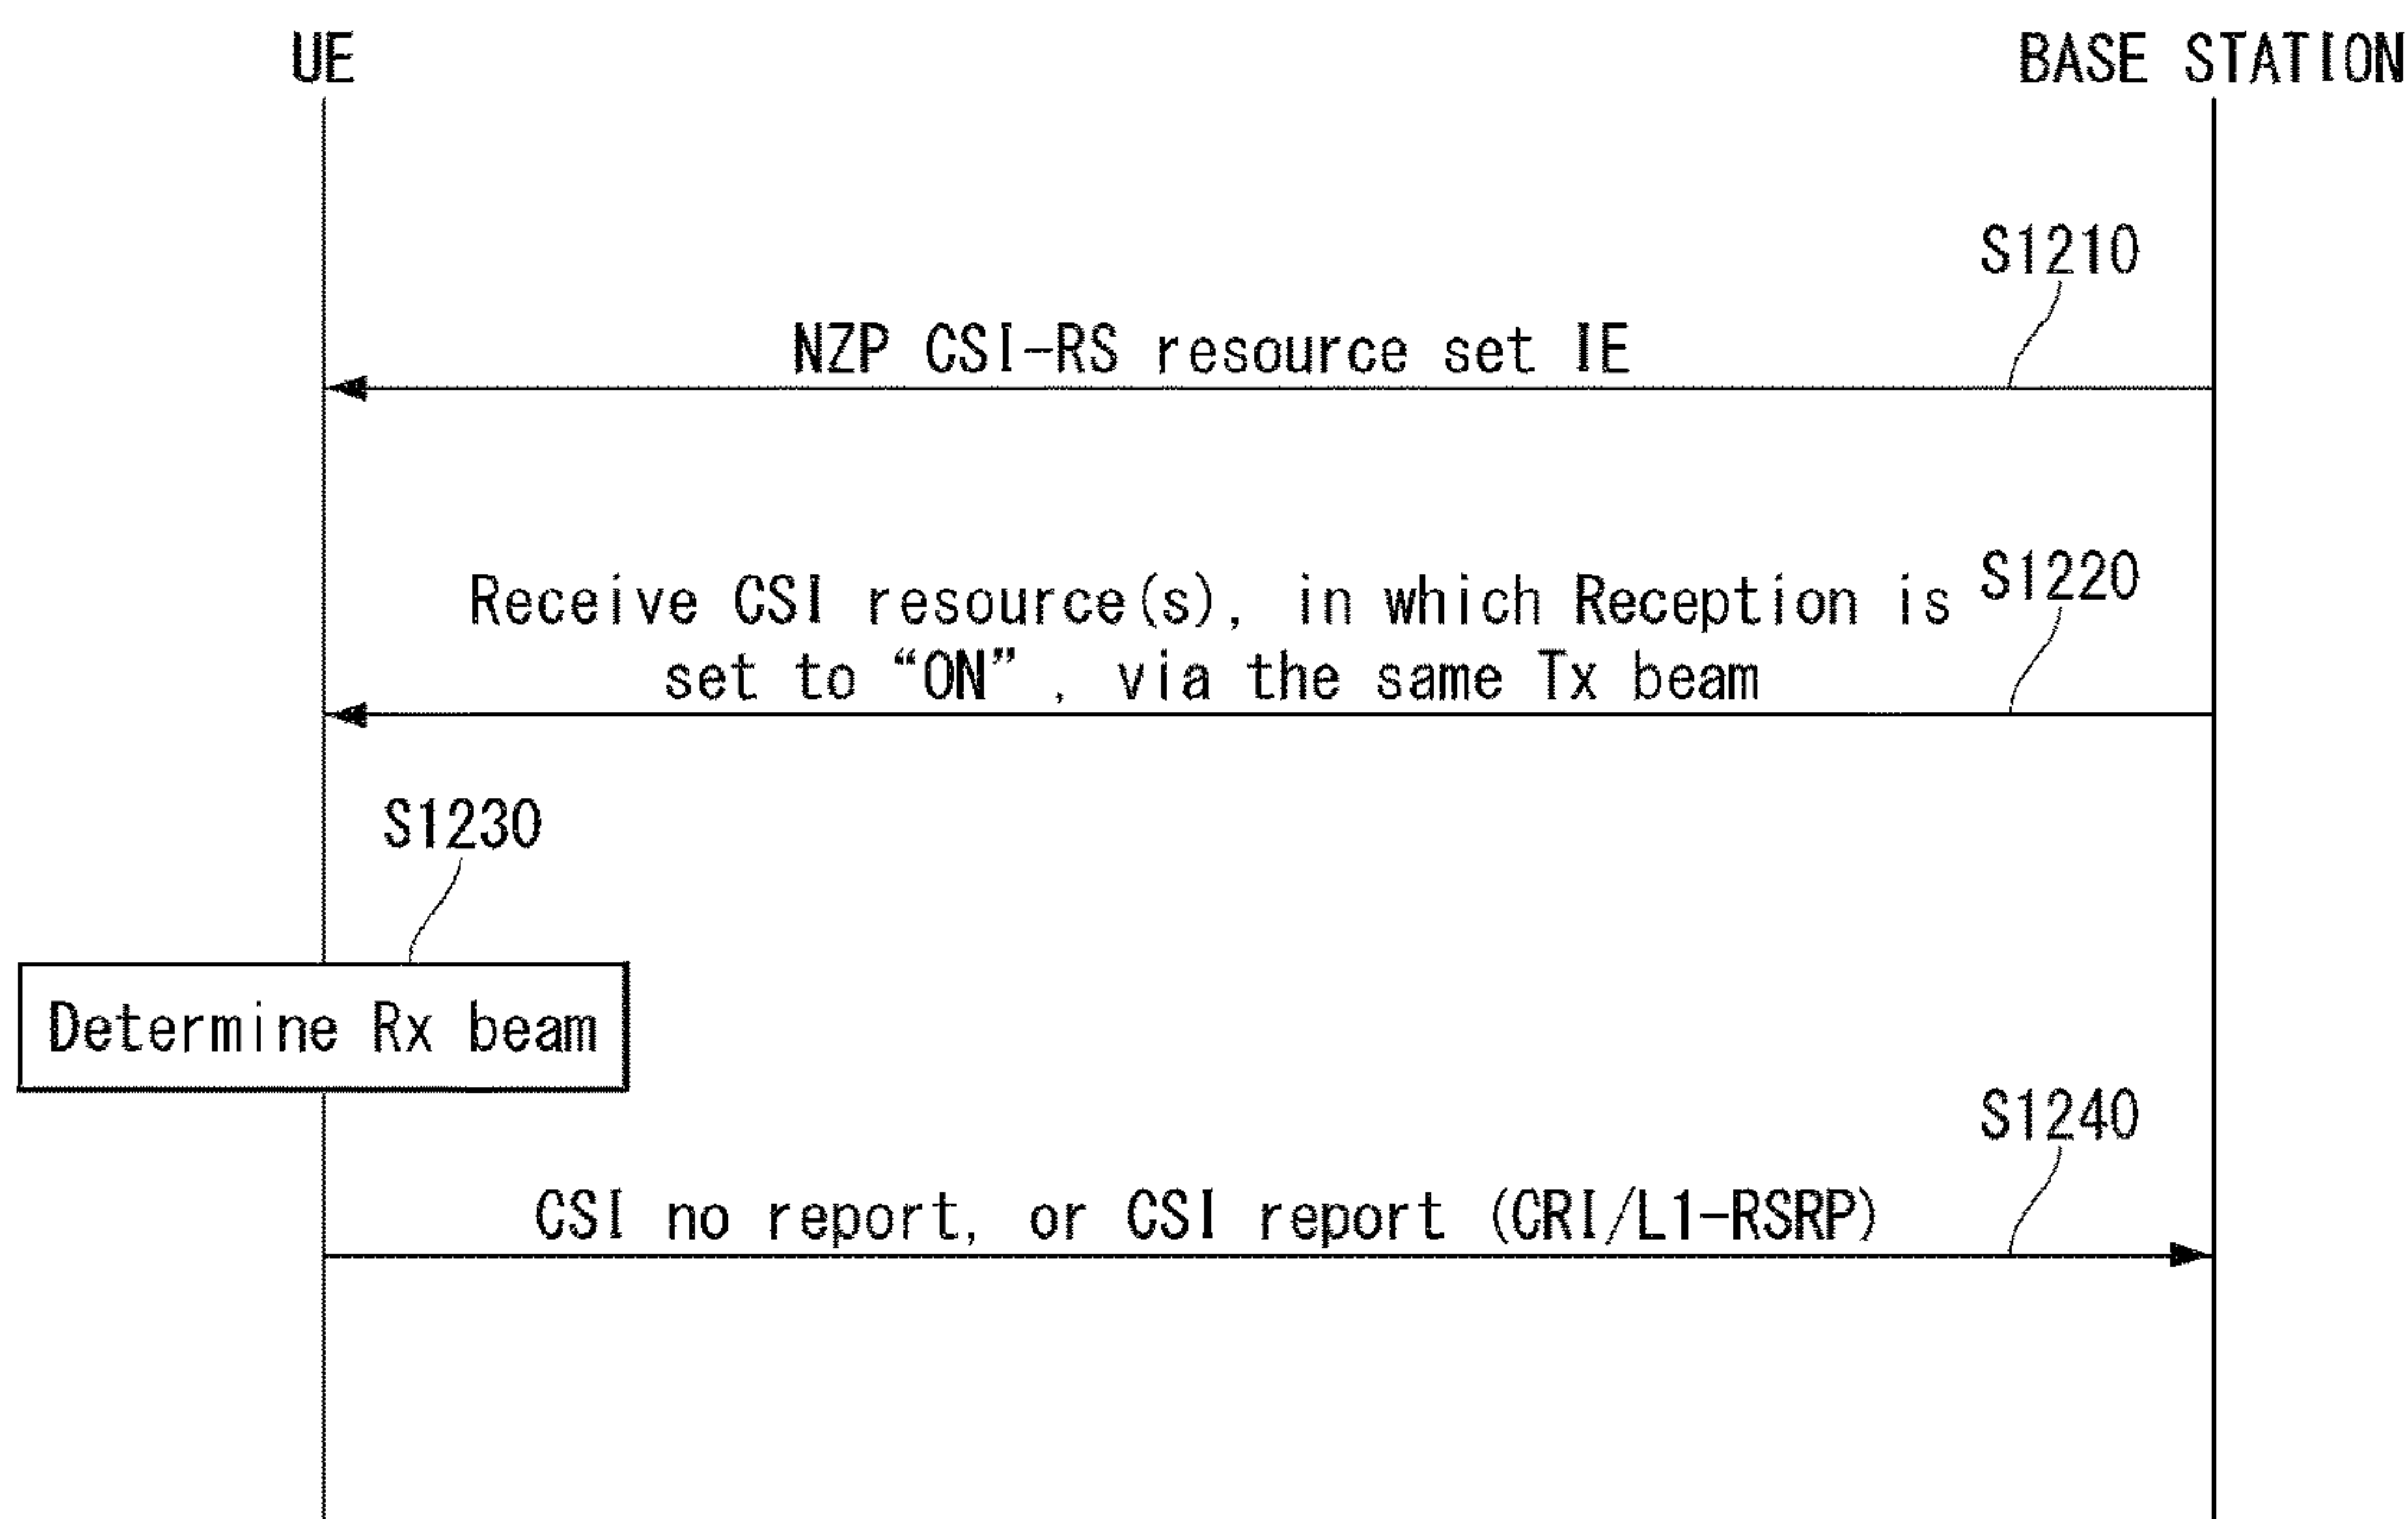 UE
BASE STATION
S1210
NZP CSI-RS resource set IE
Receive CSI resource(s), in which Reception is
set to “ON”, via the same Tx beam
S1220
S1230
Determine Rx beam
S1240
CSI no report, or CSI report (CRI/L1-RSRP)